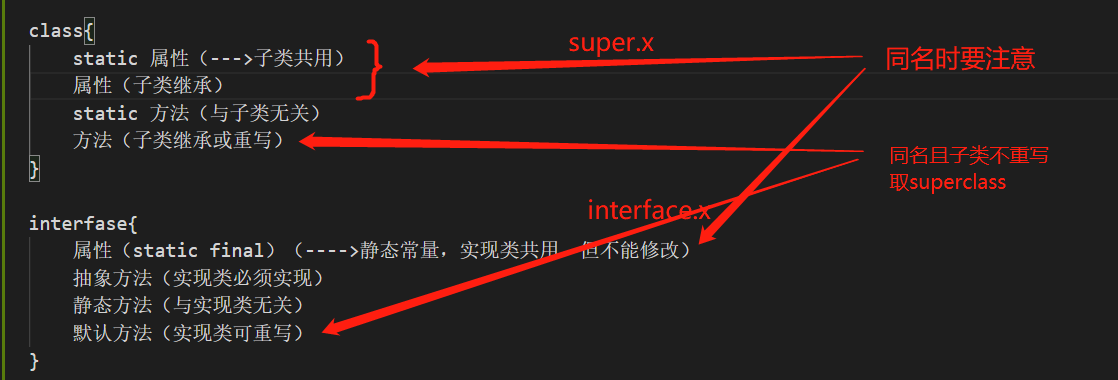 class{
static 属性（--->子类共用）
属性（子类继承）
static 方法（与子类无关）
方法（子类继承或重写）
}
super.x
同名时要注意
同名且子类不重写
取superclass
interface.x
interfase{
属性（static final）（---->静态常量，实现类共用 但不能修改）
抽象方法（实现类必须实现）
静态方法（与实现类无关）
默认方法（实现类可重写）
}